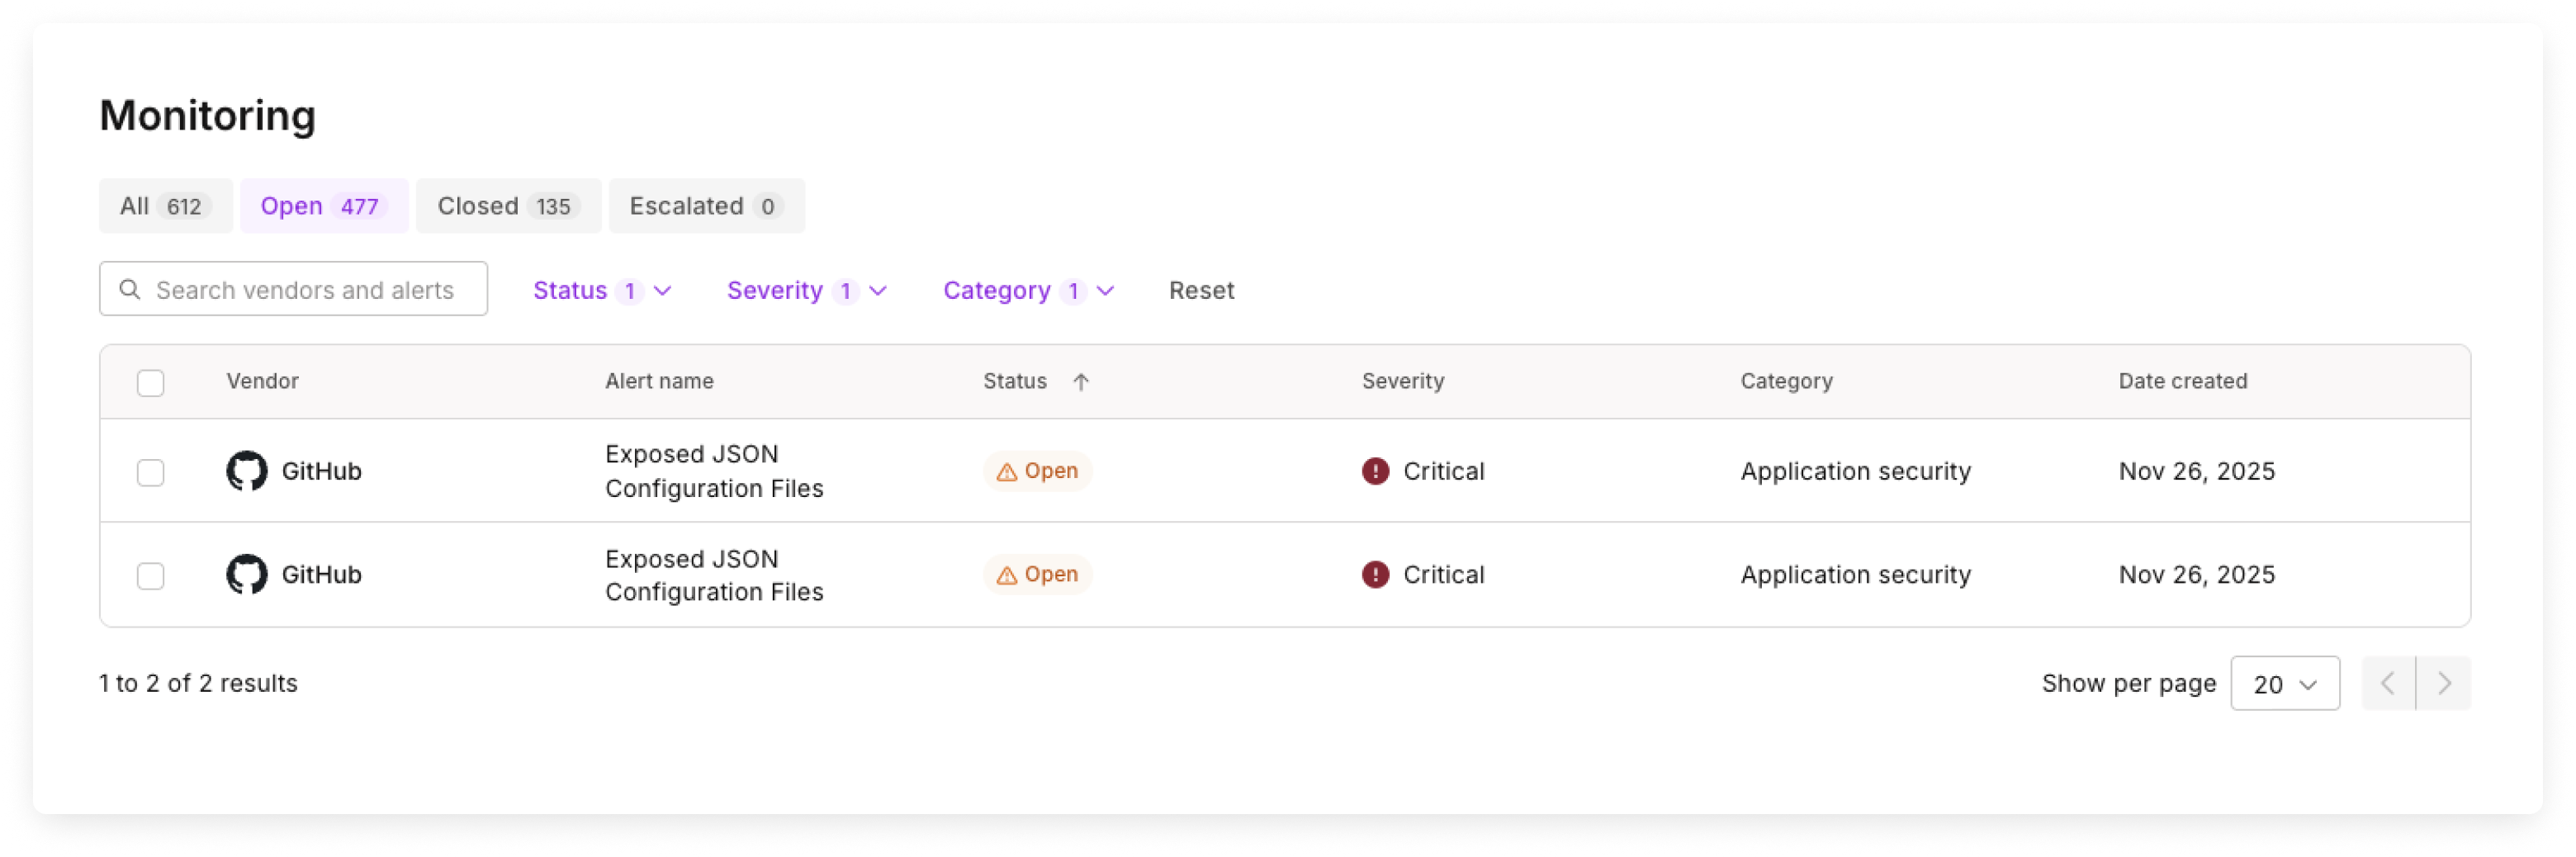 Monitoring
All 612 Open 477 Closed 135 Escalated 0
Search vendors and alerts Status 1 Severity 1 Category 1 Reset
Vendor Alert name Status Severity Category Date created
GitHub Exposed JSON Configuration Files Open Critical Application security Nov 26, 2025
GitHub Exposed JSON Configuration Files Open Critical Application security Nov 26, 2025
1 to 2 of 2 results Show per page 20